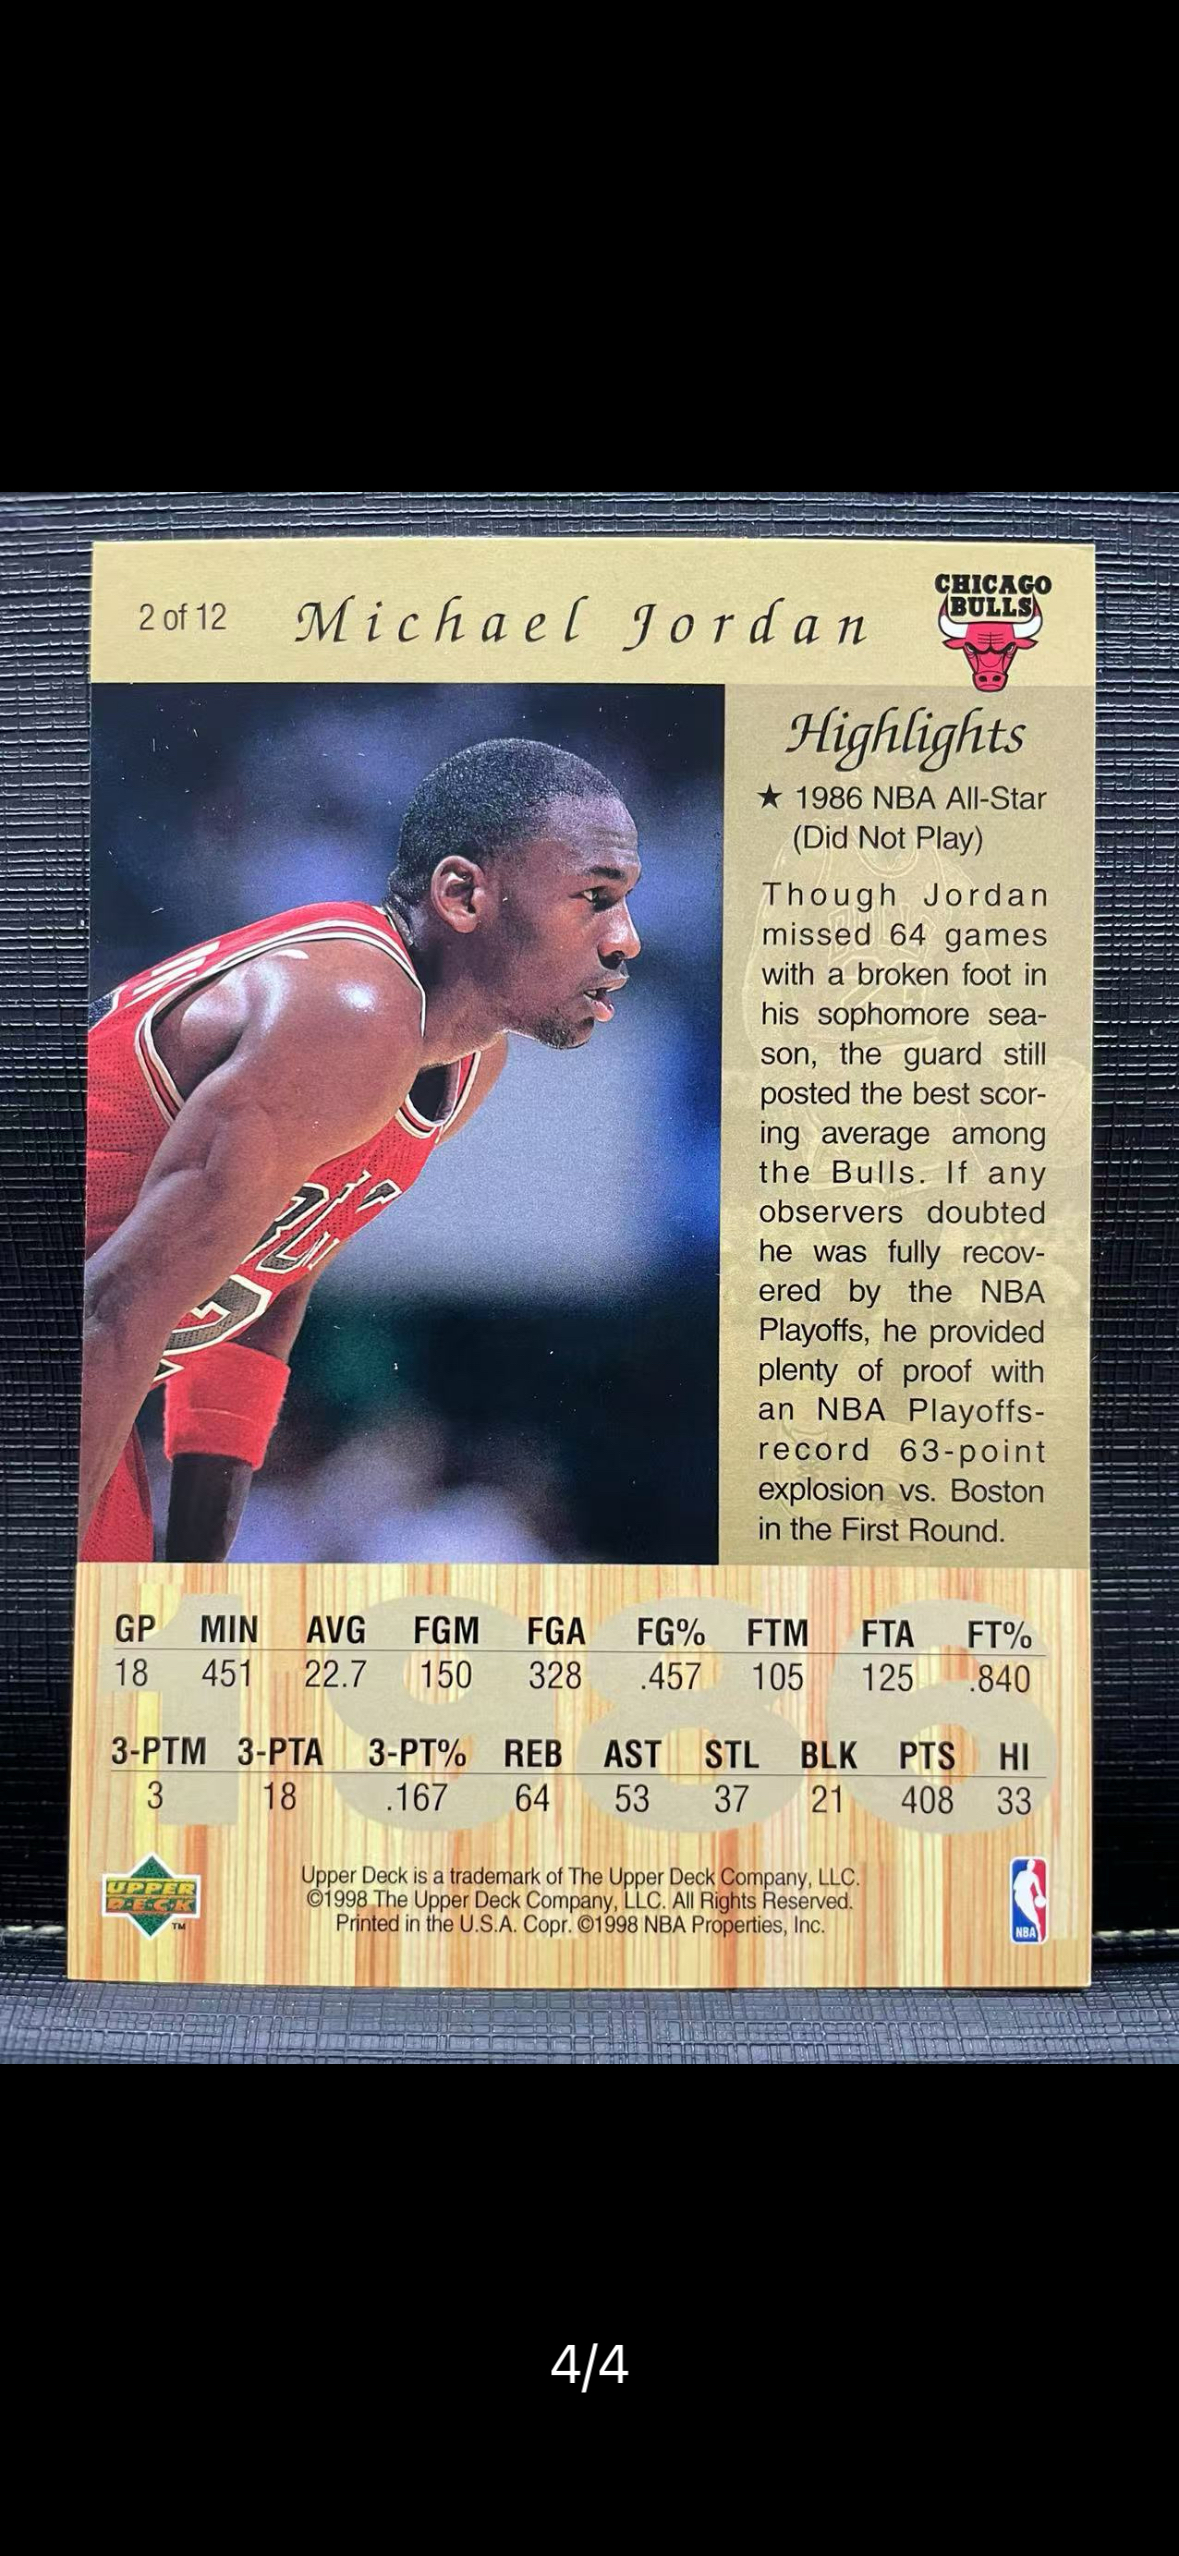 2 of 12
Michael Jordan
CHICAGO
BULLS
Highlights
★ 1986 NBA All-Star
(Did Not Play)
Though Jordan
missed 64 games
with a broken foot in
his sophomore sea-
son, the guard still
posted the best scor-
ing average among
the Bulls. If any
observers doubted
he was fully recov-
ered by the NBA
Playoffs, he provided
plenty of proof with
an NBA Playoffs-
record 63-point
explosion vs. Boston
in the First Round.
1986
GP MIN AVG FGM FGA FG% FTM FTA FT%
18 451 22.7 150 328 .457 105 125 .840
3-PTM 3-PTA 3-PT% REB AST STL BLK PTS HI
3 18 .167 64 53 37 21 408 33
UPPER
DECK
TM
Upper Deck is a trademark of The Upper Deck Company, LLC.
©1998 The Upper Deck Company, LLC. All Rights Reserved.
Printed in the U.S.A. Copr. ©1998 NBA Properties, Inc.
NBA
4/4